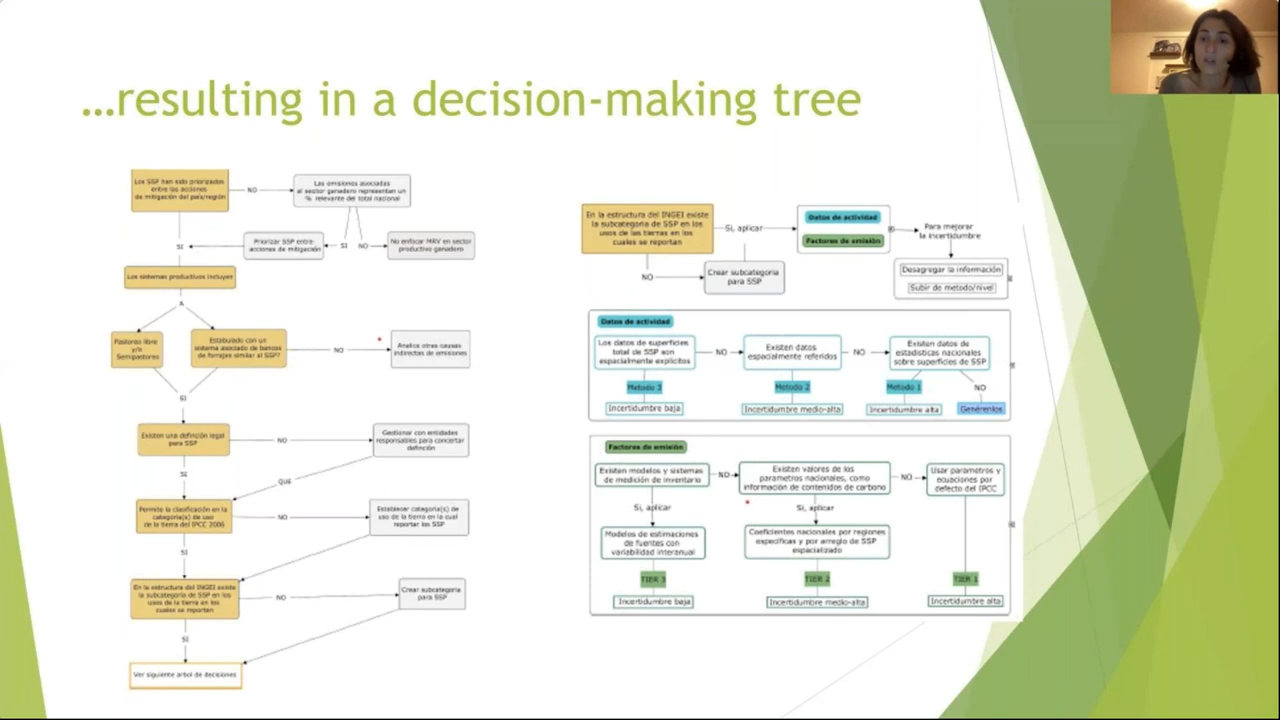 …resulting in a decision-making tree
Los SSP han sido priorizados
entre las acciones
de mitigación del país/región
NO
Las emisiones asociadas
al sector ganadero representan un
% relevante del total nacional
SI
Priorizar SSP entre
acciones de mitigación
SI
NO
No enfocar MRV en sector
productivo ganadero
Los sistemas productivos incluyen
A
Pastoreo libre
y/o
Semipastoreo
Estabulado con un
sistema asociado de bancos
de forrajes similar al SSP?
NO
Analice otras causas
indirectas de emisiones
SI
Existen una definción legal
para SSP
NO
Gestionar con entidades
responsables para concertar
definción
SI
QUE
Permite la clasificación en la
categoría(s) de uso
de la tierra del IPCC 2006
NO
Establecer categoría(s) de
uso de la tierra en la cual
reportar los SSP
SI
En la estructura del INGEI existe
la subcategoria de SSP en los
usos de la tierra en los
cuales se reportan
NO
Crear subcategoria
para SSP
SI
Ver siguiente arbol de decisiones
En la estructura del INGEI existe
la subcategoria de SSP en los
usos de las tierras en los
cuales se reportan
Si, aplicar
Datos de actividad
Factores de emisión
Para mejorar
la incertidumbre
NO
Crear subcategoría
para SSP
Desagregar la información
Subir de metodo/nivel
Datos de actividad
Los datos de superficies
total de SSP son
espacialmente explícitos
NO
Existen datos
espacialmente referidos
NO
Existen datos de
estadísticas nacionales
sobre superficies de SSP
Metodo 3
Metodo 2
Metodo 1
NO
Incertidumbre baja
Incertidumbre medio-alta
Incertidumbre alta
Genérenlos
Factores de emisión
Existen modelos y sistemas
de medición de inventario
NO
Existen valores de los
parametros nacionales, como
información de contenidos de carbono
NO
Usar parametros y
ecuaciones por
defecto del IPCC
Si, aplicar
Si, aplicar
Modelos de estimaciones
de fuentes con
variabilidad interanual
Coeficientes nacionales por regiones
específicas y por arreglo de SSP
espacializado
TIER 3
TIER 2
TIER 1
Incertidumbre baja
Incertidumbre medio-alta
Incertidumbre alta